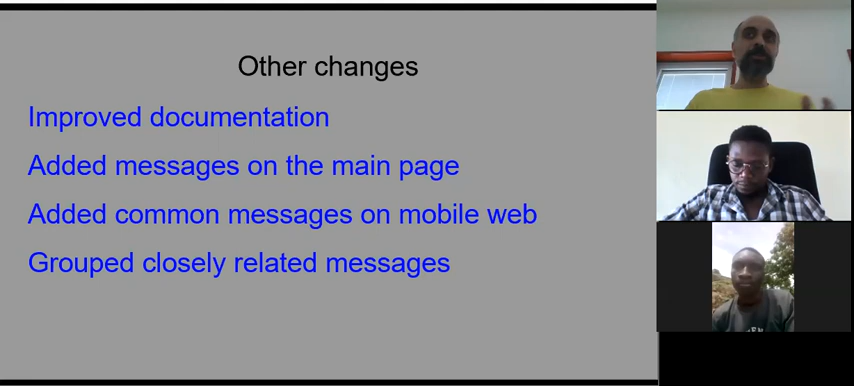 Other changes
Improved documentation
Added messages on the main page
Added common messages on mobile web
Grouped closely related messages